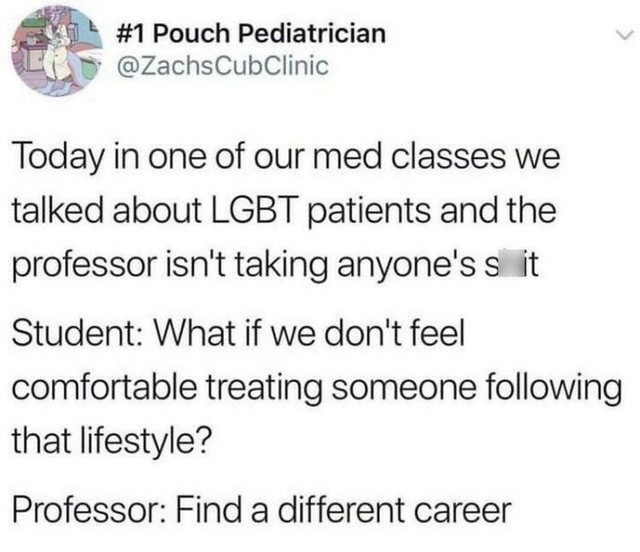 #1 Pouch Pediatrician
@ZachsCubClinic
Today in one of our med classes we
talked about LGBT patients and the
professor isn't taking anyone's s it
Student: What if we don't feel
comfortable treating someone following
that lifestyle?
Professor: Find a different career